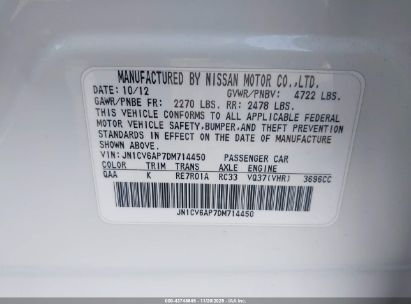 MANUFACTURED BY NISSAN MOTOR CO.,LTD.
DATE: 10/12 GVWR/PNBV: 4722 LBS.
GAWR/PNBE FR: 2270 LBS. RR: 2478 LBS.
THIS VEHICLE CONFORMS TO ALL APPLICABLE FEDERAL
MOTOR VEHICLE SAFETY,BUMPER,AND THEFT PREVENTION
STANDARDS IN EFFECT ON THE DATE OF MANUFACTURE
SHOWN ABOVE.
VIN: JN1CV6AP7DM714450 PASSENGER CAR
COLOR TRIM TRANS AXLE ENGINE
QAA K RE7R01A RC33 VQ37(VHR) 3696CC
JN1CV6AP7DM714450